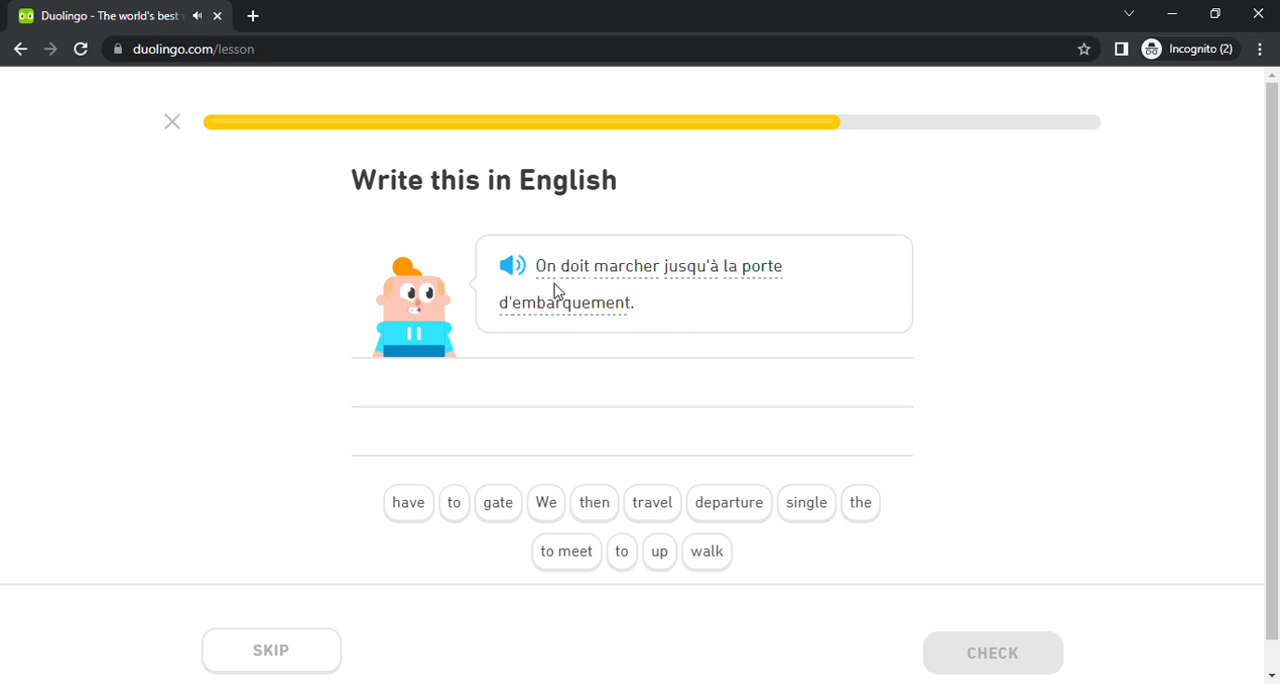 Duolingo - The world's best
duolingo.com/lesson
Incognito (2)
Write this in English
On doit marcher jusqu'à la porte
d'embarquement.
have to gate We then travel departure single the
to meet to up walk
SKIP CHECK